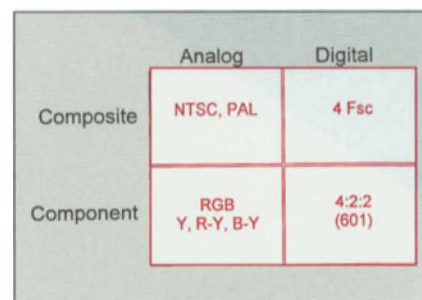 Analog Digital
Composite NTSC, PAL 4 Fsc
Component RGB 4:2:2
Y, R-Y, B-Y (601)